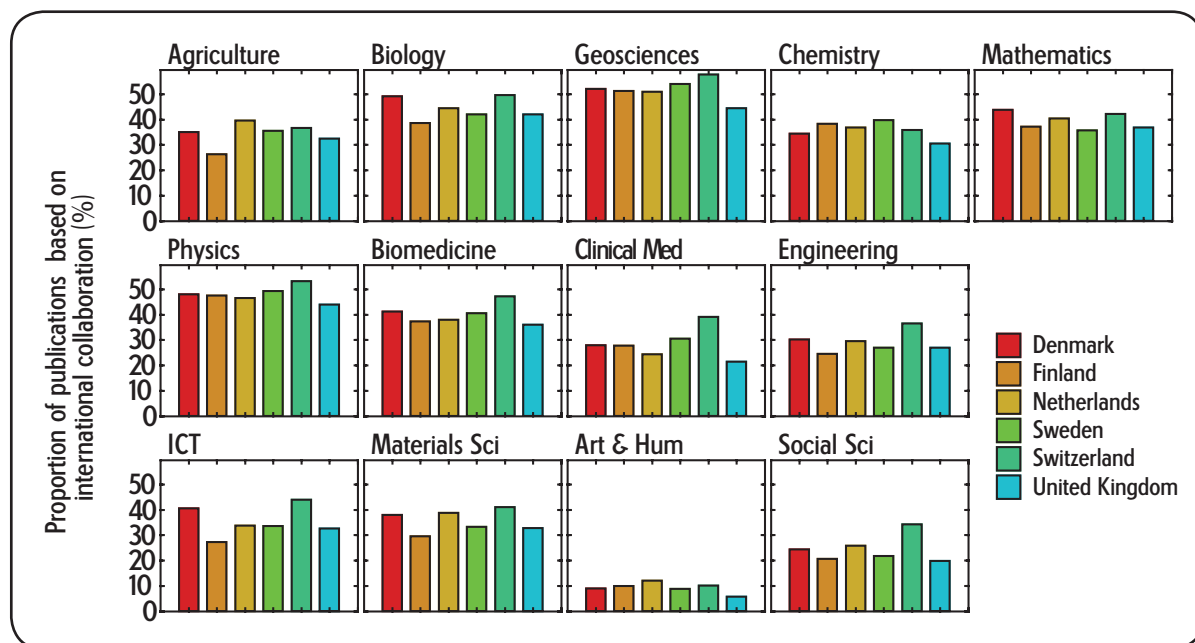 Proportion of publications based on
international collaboration (%)
Agriculture
Biology
Geosciences
Chemistry
Mathematics
50
40
30
20
10
0
Physics
Biomedicine
Clinical Med
Engineering
50
40
30
20
10
0
ICT
Materials Sci
Art & Hum
Social Sci
50
40
30
20
10
0
Denmark
Finland
Netherlands
Sweden
Switzerland
United Kingdom